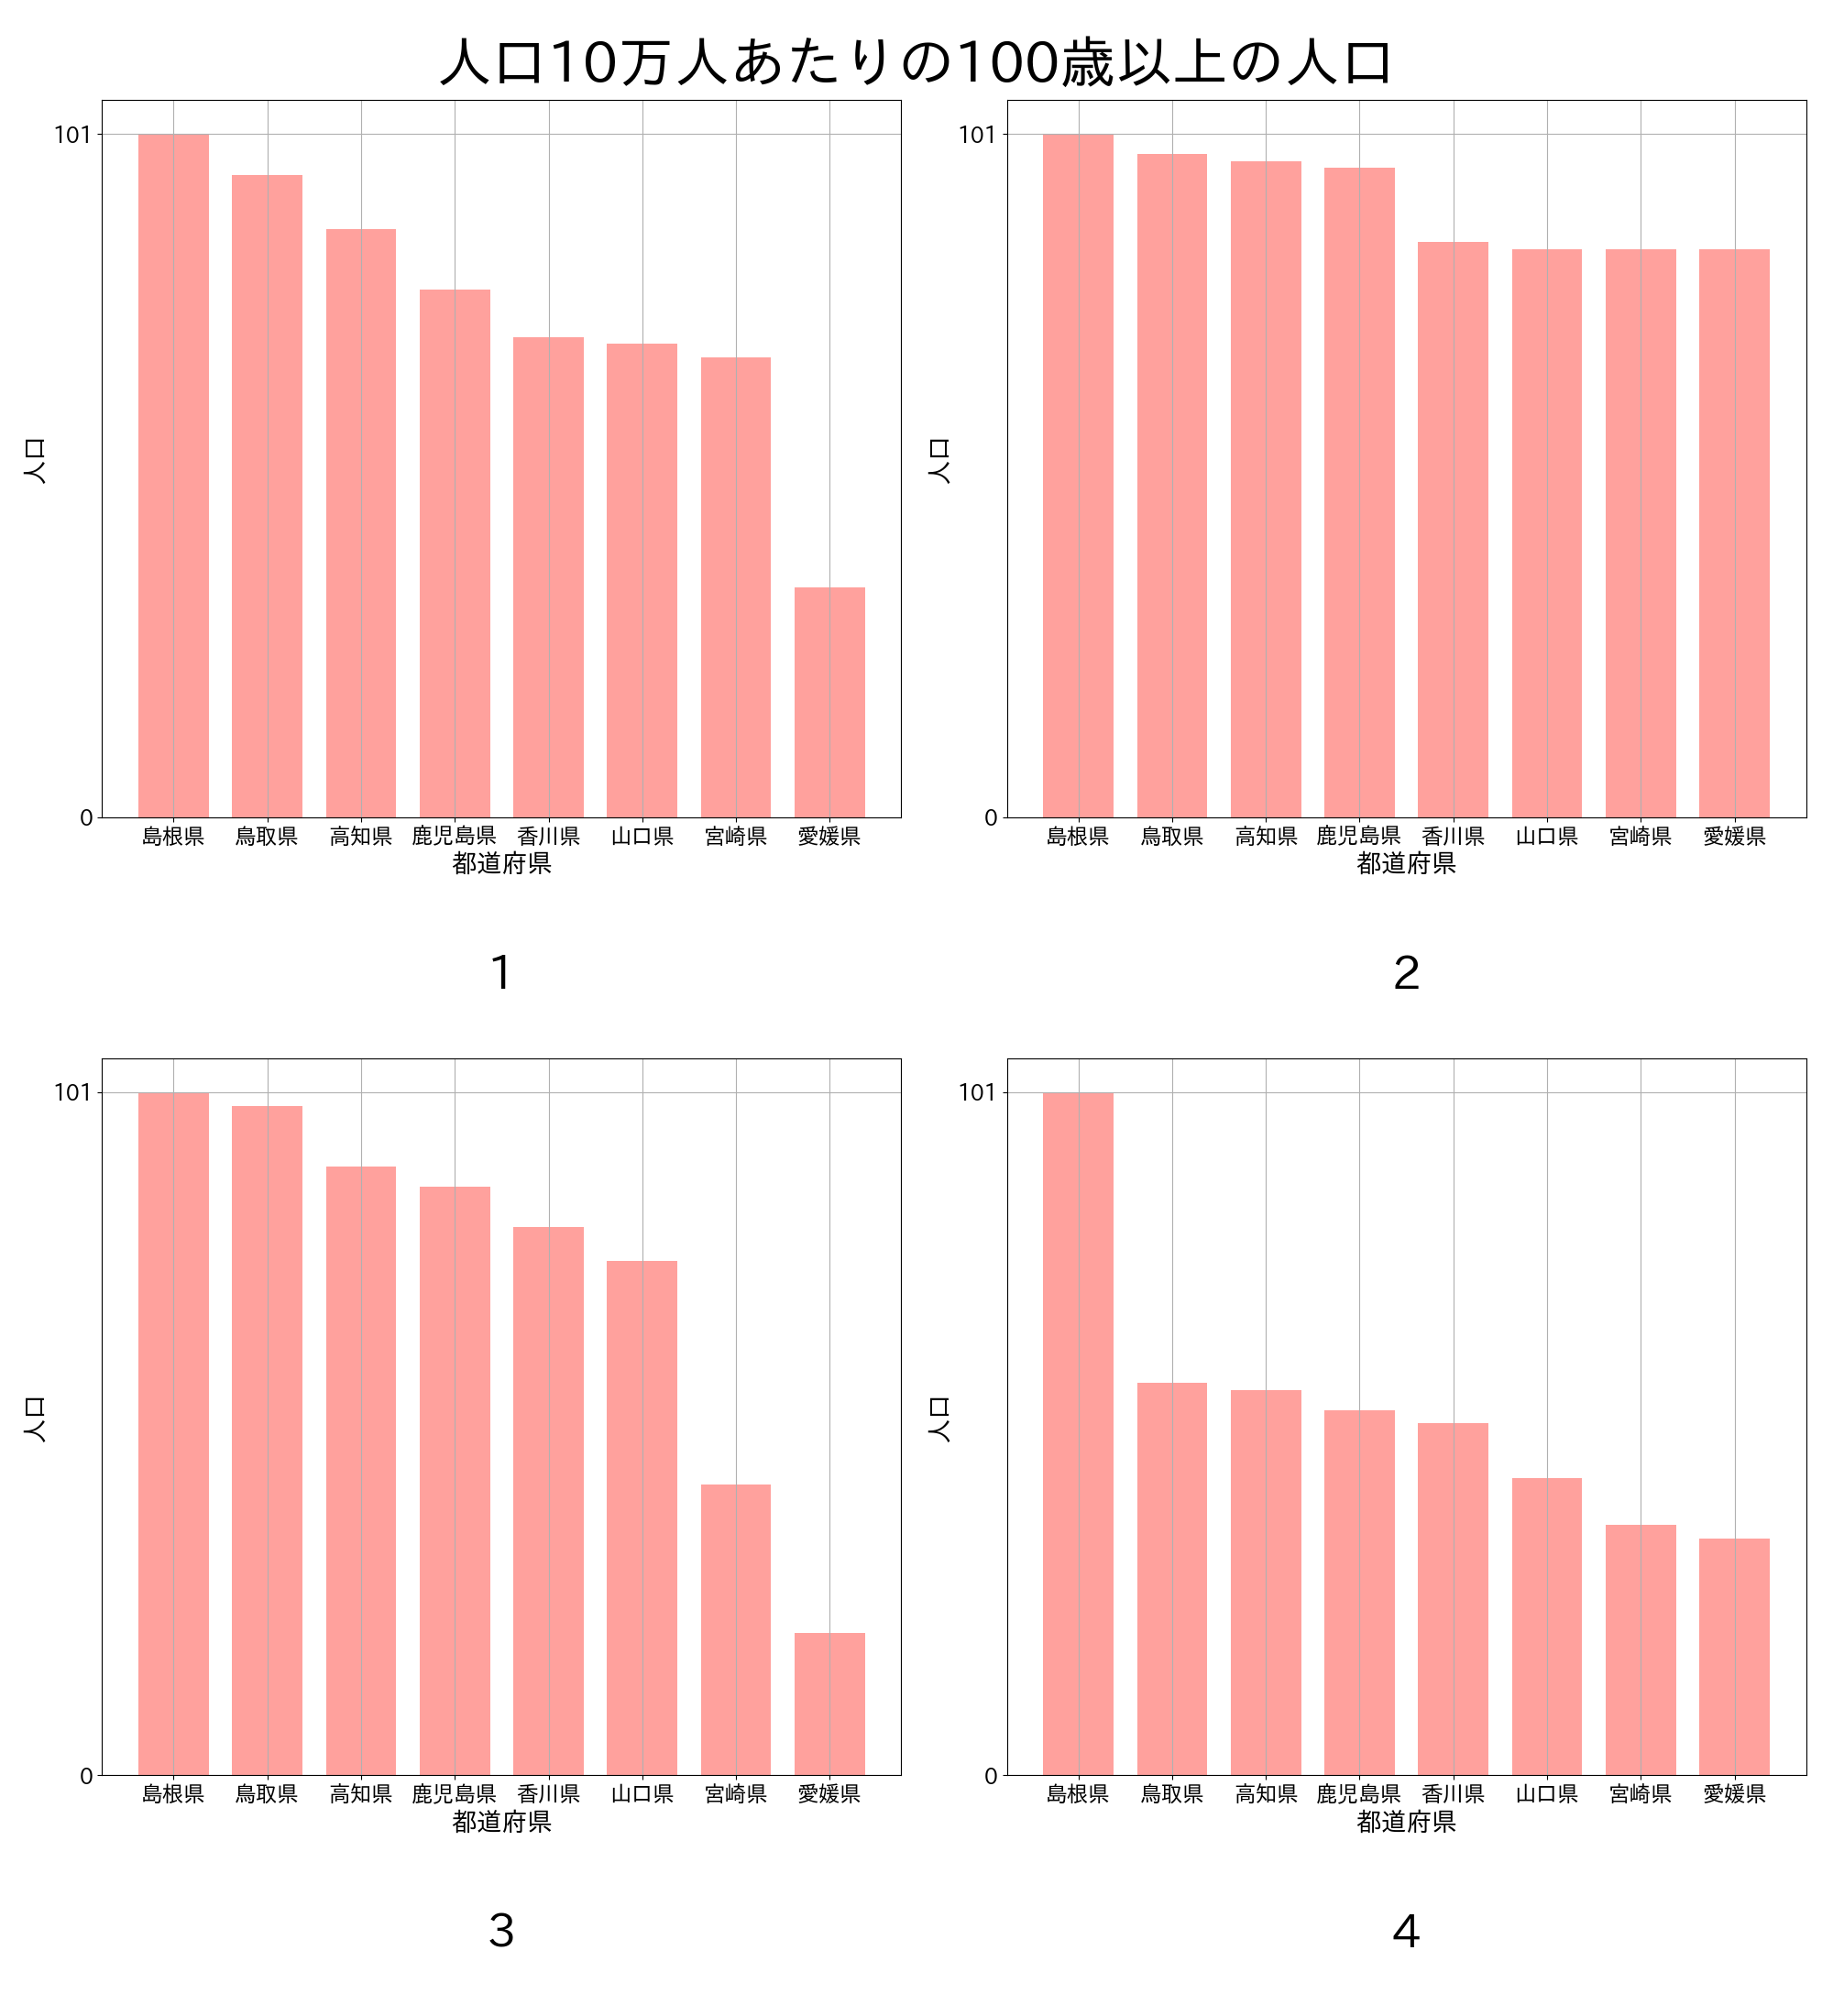 人口10万人あたりの100歳以上の人口
101
0
人口
島根県 鳥取県 高知県 鹿児島県 香川県 山口県 宮崎県 愛媛県
都道府県
1
101
0
人口
島根県 鳥取県 高知県 鹿児島県 香川県 山口県 宮崎県 愛媛県
都道府県
2
101
0
人口
島根県 鳥取県 高知県 鹿児島県 香川県 山口県 宮崎県 愛媛県
都道府県
3
101
0
人口
島根県 鳥取県 高知県 鹿児島県 香川県 山口県 宮崎県 愛媛県
都道府県
4